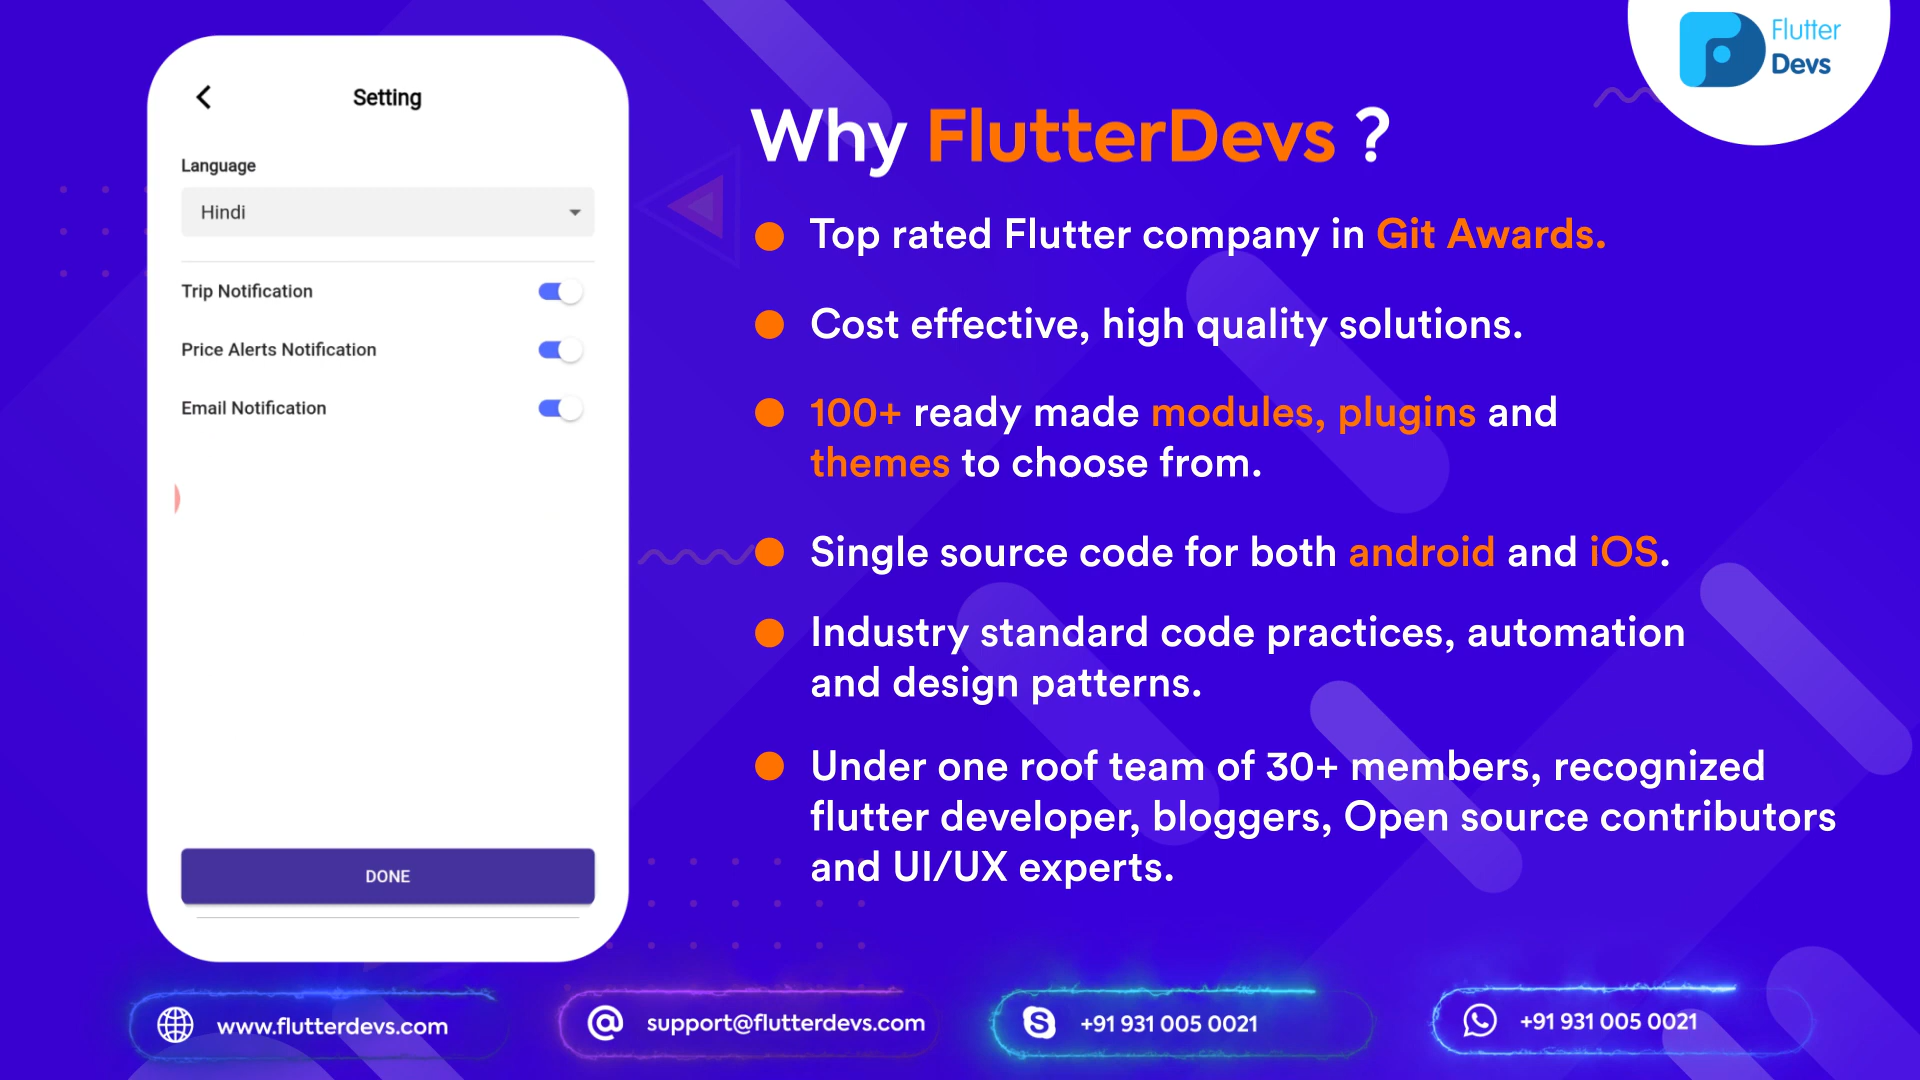 Flutter
Devs
Setting
Language
Hindi
Trip Notification
Price Alerts Notification
Email Notification
DONE
Why FlutterDevs ?
Top rated Flutter company in Git Awards.
Cost effective, high quality solutions.
100+ ready made modules, plugins and
themes to choose from.
Single source code for both android and iOS.
Industry standard code practices, automation
and design patterns.
Under one roof team of 30+ members, recognized
flutter developer, bloggers, Open source contributors
and UI/UX experts.
www.flutterdevs.com
support@flutterdevs.com
+91 931 005 0021
+91 931 005 0021